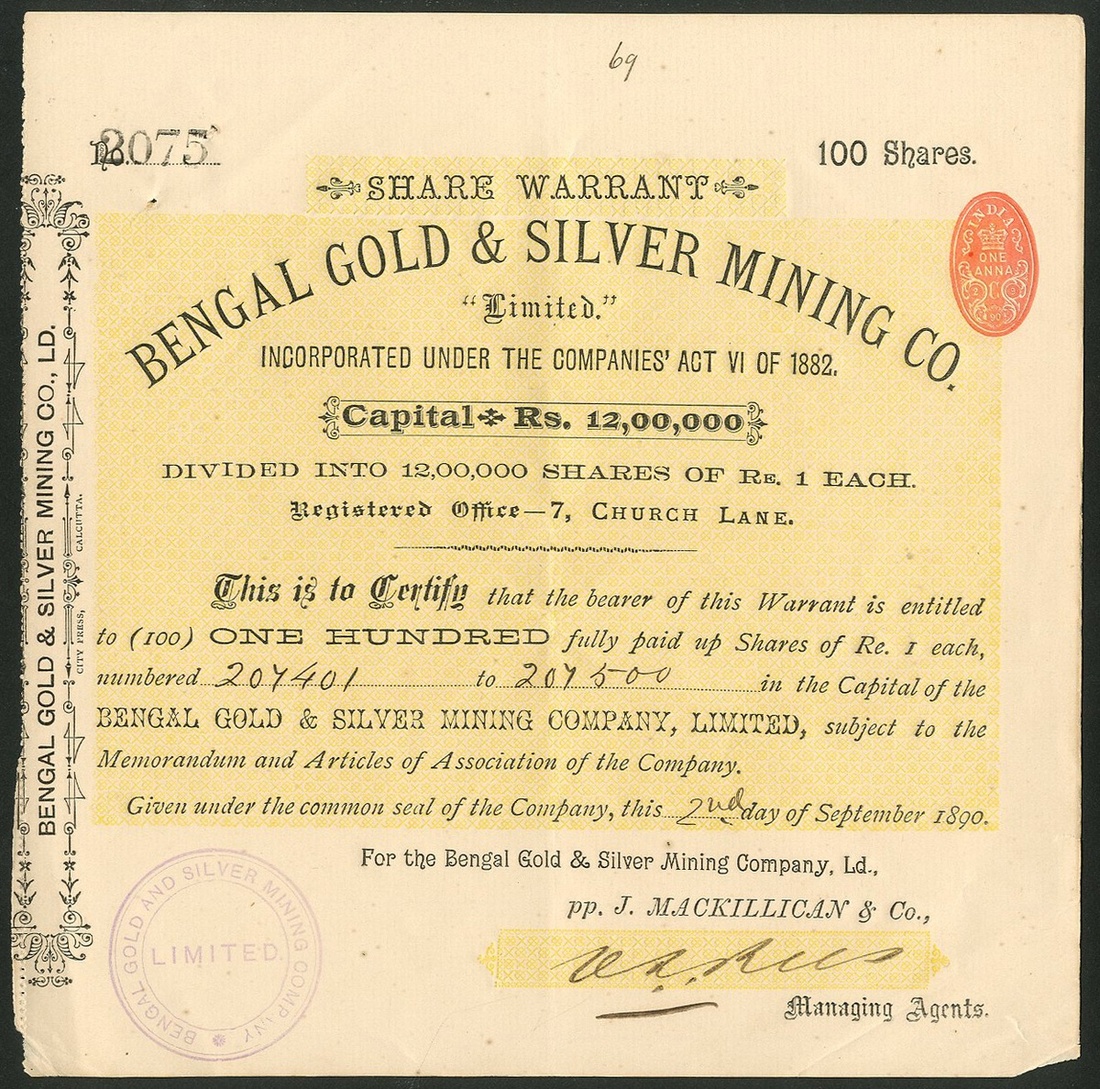 69
No. 2075
100 Shares.
SHARE WARRANT
BENGAL GOLD & SILVER MINING CO.
“Limited.”
INDIA
ONE
ANNA
INCORPORATED UNDER THE COMPANIES’ ACT VI OF 1882.
Capital Rs. 12,00,000
DIVIDED INTO 12,00,000 SHARES OF RE. 1 EACH.
Registered Office—7, CHURCH LANE.
This is to Certify that the bearer of this Warrant is entitled
to (100) ONE HUNDRED fully paid up Shares of Re. 1 each,
numbered 207401 to 207500 in the Capital of the
BENGAL GOLD & SILVER MINING COMPANY, LIMITED, subject to the
Memorandum and Articles of Association of the Company.
Given under the common seal of the Company, this 2nd day of September 1890.
For the Bengal Gold & Silver Mining Company, Ld.,
pp. J. MACKILLICAN & Co.,
Managing Agents.
BENGAL GOLD AND SILVER MINING COMPANY
LIMITED.
BENGAL GOLD & SILVER MINING CO., LD.
CITY PRESS, CALCUTTA.